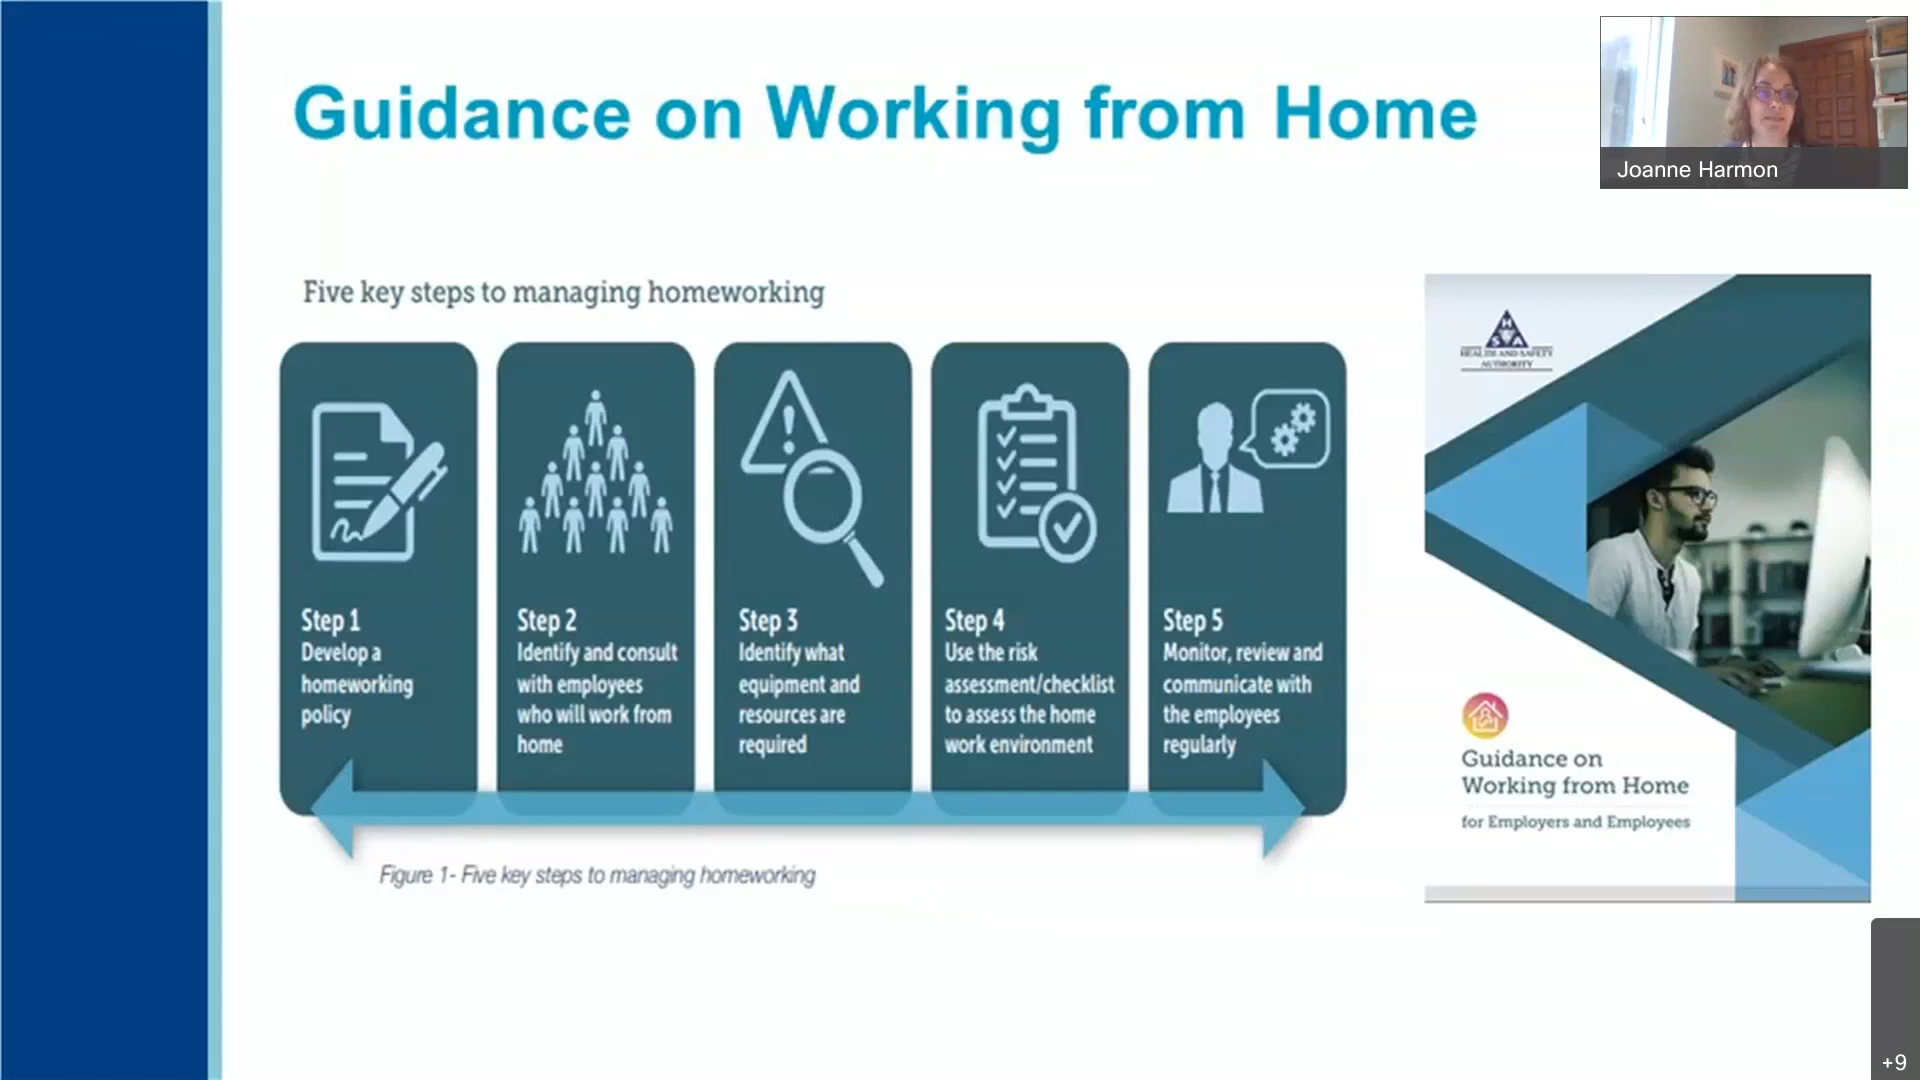 Guidance on Working from Home
Joanne Harmon
Five key steps to managing homeworking
Step 1
Develop a
homeworking
policy
Step 2
Identify and consult
with employees
who will work from
home
Step 3
Identify what
equipment and
resources are
required
Step 4
Use the risk
assessment/checklist
to assess the home
work environment
Step 5
Monitor, review and
communicate with
the employees
regularly
Figure 1- Five key steps to managing homeworking
H
S A
HEALTH AND SAFETY
AUTHORITY
Guidance on
Working from Home
for Employers and Employees
+9